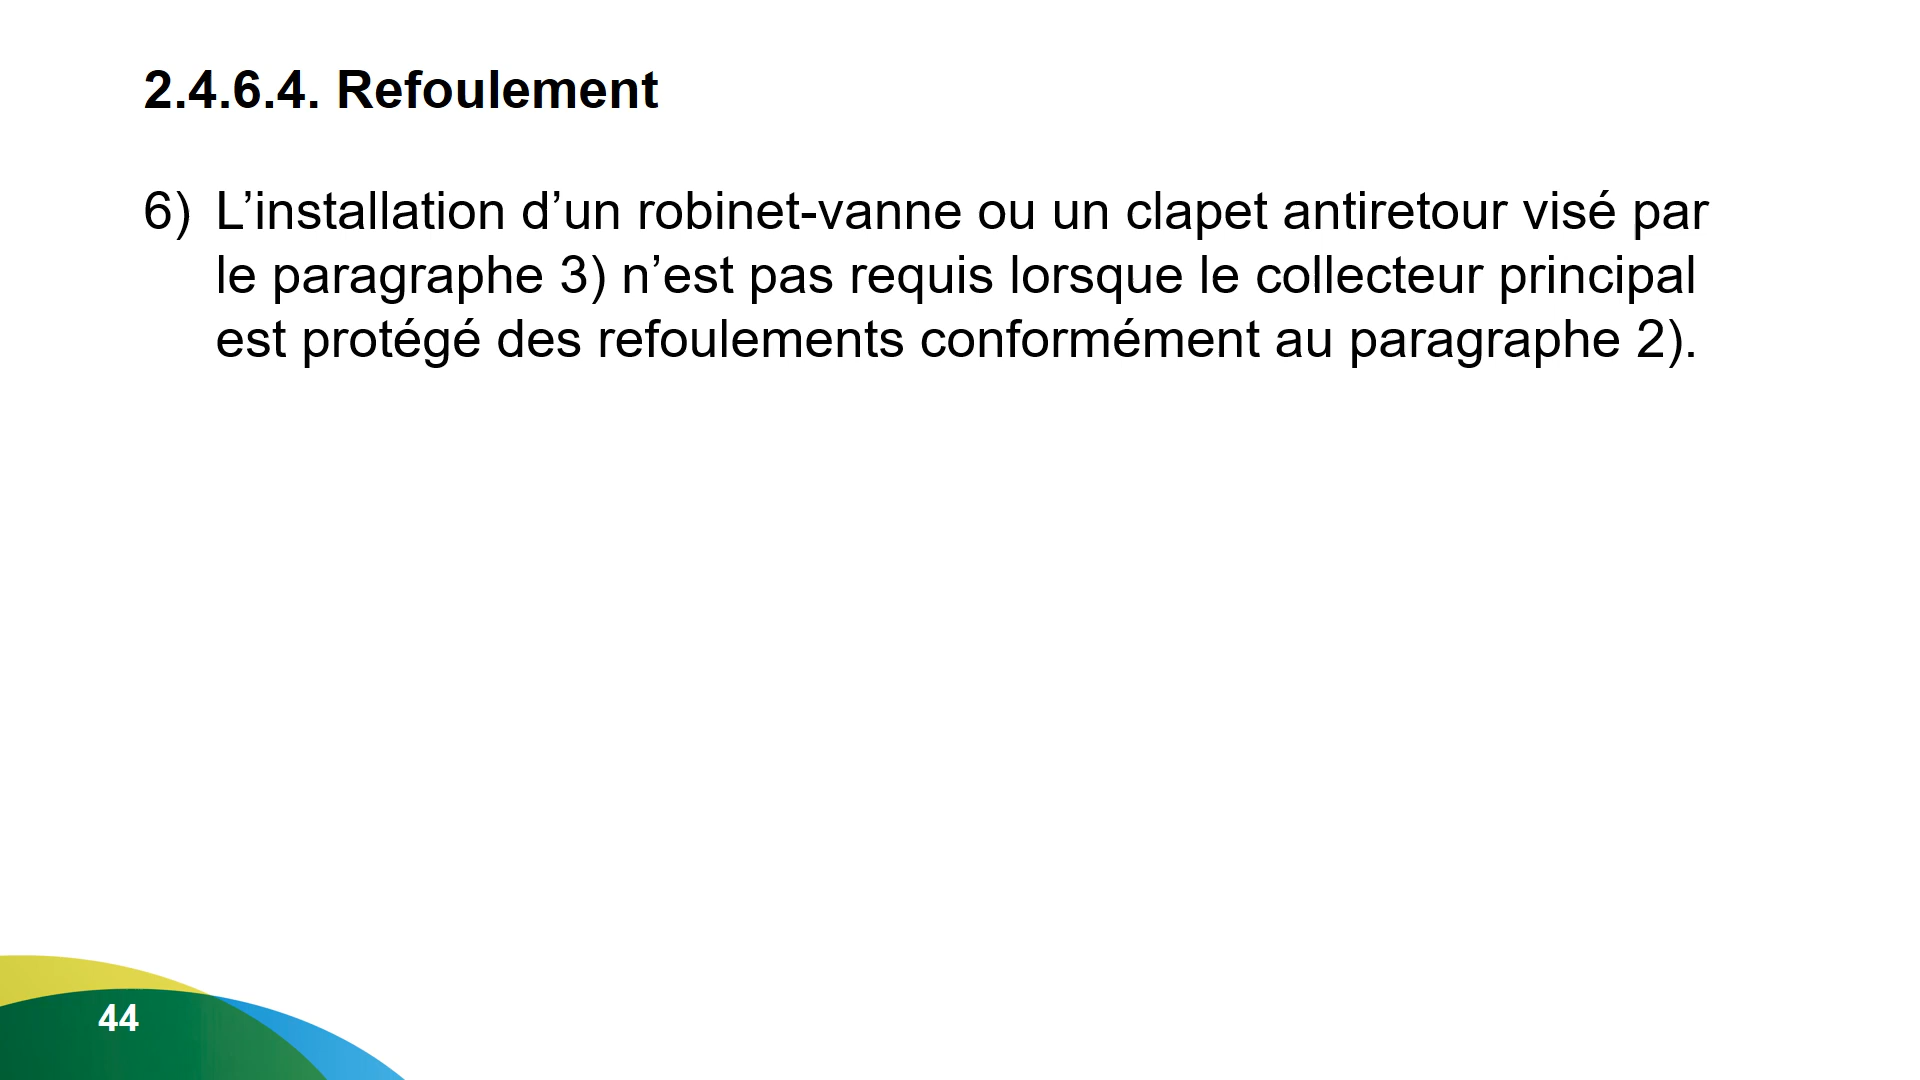 2.4.6.4. Refoulement
6) L’installation d’un robinet-vanne ou un clapet antiretour visé par
le paragraphe 3) n’est pas requis lorsque le collecteur principal
est protégé des refoulements conformément au paragraphe 2).
44